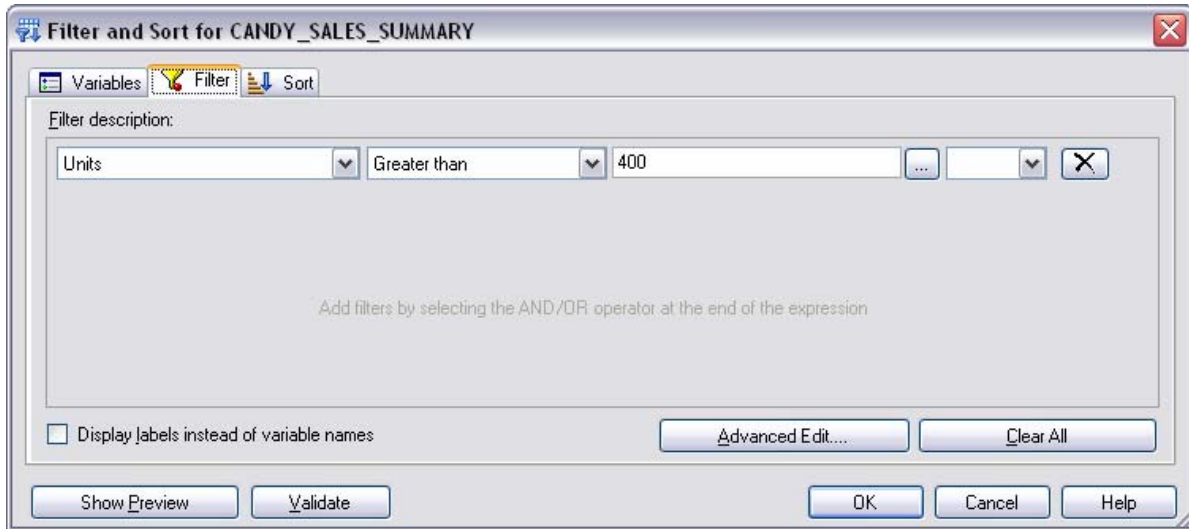 Filter and Sort for CANDY_SALES_SUMMARY
Variables Filter Sort
Filter description:
Units Greater than 400 ...
Add filters by selecting the AND/OR operator at the end of the expression
Display labels instead of variable names Advanced Edit.... Clear All
Show Preview Validate OK Cancel Help